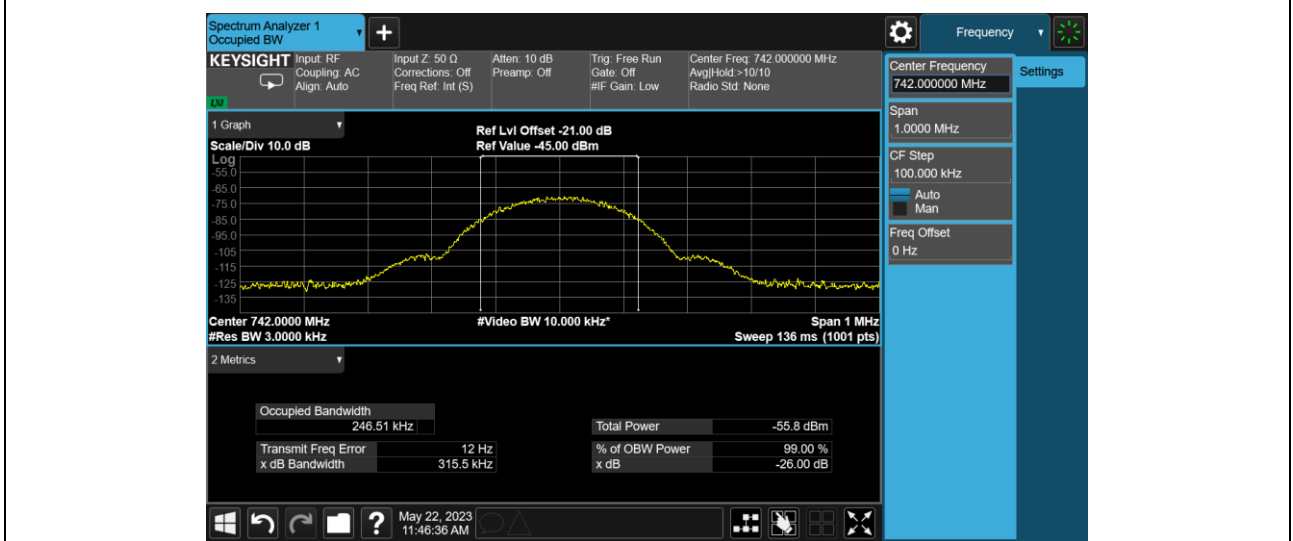 Spectrum Analyzer 1
Occupied BW
Frequency
KEYSIGHT
Input: RF
Coupling: AC
Align: Auto
Input Z: 50 Ω
Corrections: Off
Freq Ref: Int (S)
Atten: 10 dB
Preamp: Off
Trig: Free Run
Gate: Off
#IF Gain: Low
Center Freq: 742.000000 MHz
Avg|Hold:>10/10
Radio Std: None
LXI
Center Frequency
742.000000 MHz
Settings
Span
1.0000 MHz
CF Step
100.000 kHz
Auto
Man
Freq Offset
0 Hz
1 Graph
Scale/Div 10.0 dB
Ref Lvl Offset -21.00 dB
Ref Value -45.00 dBm
Log
-55.0
-65.0
-75.0
-85.0
-95.0
-105
-115
-125
-135
Center 742.0000 MHz
#Video BW 10.000 kHz*
Span 1 MHz
#Res BW 3.0000 kHz
Sweep 136 ms (1001 pts)
2 Metrics
Occupied Bandwidth
246.51 kHz
Total Power -55.8 dBm
Transmit Freq Error 12 Hz
% of OBW Power 99.00 %
x dB Bandwidth 315.5 kHz
x dB -26.00 dB
May 22, 2023
11:46:36 AM